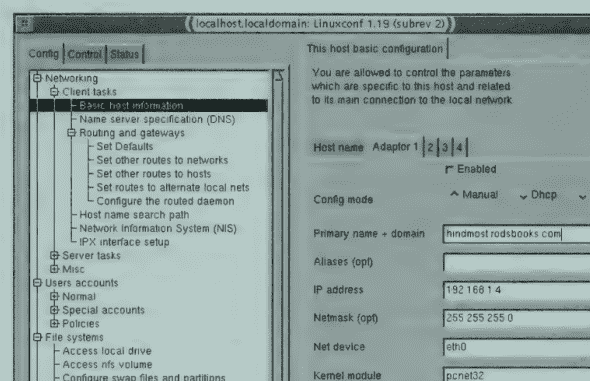 localhost.localdomain: Linuxconf 1.19 (subrev 2)
Config Control Status
Networking
Client tasks
Basic host information
Name server specification (DNS)
Routing and gateways
Set Defaults
Set other routes to networks
Set other routes to hosts
Set routes to alternate local nets
Configure the routed daemon
Host name search path
Network Information System (NIS)
IPX interface setup
Server tasks
Misc
Users accounts
Normal
Special accounts
Policies
File systems
Access local drive
Access nfs volume
Configure swap files and partitions
This host basic configuration
You are allowed to control the parameters
which are specific to this host and related
to its main connection to the local network
Host name Adaptor 1 2 3 4
Enabled
Config mode Manual Dhcp
Primary name + domain hindmost.rodsbooks.com
Aliases (opt)
IP address 192.168.1.4
Netmask (opt) 255.255.255.0
Net device eth0
Kernel module pcnet32